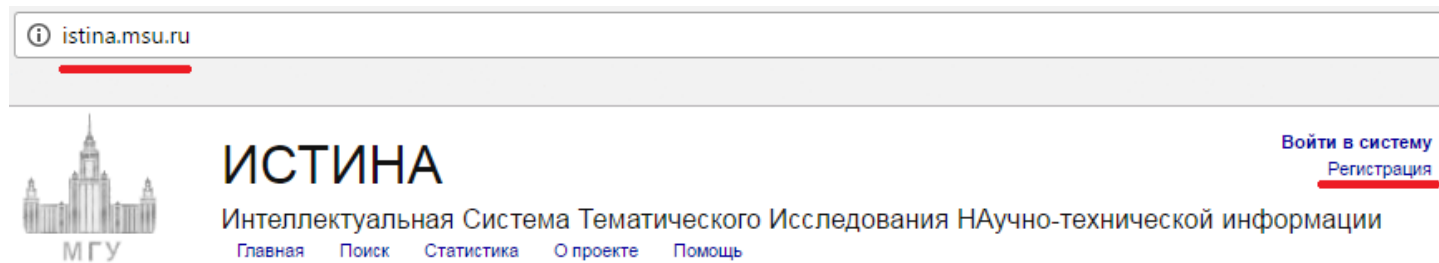 istina.msu.ru
Войти в систему
Регистрация
ИСТИНА
Интеллектуальная Система Тематического Исследования НАучно-технической информации
МГУ
Главная Поиск Статистика О проекте Помощь